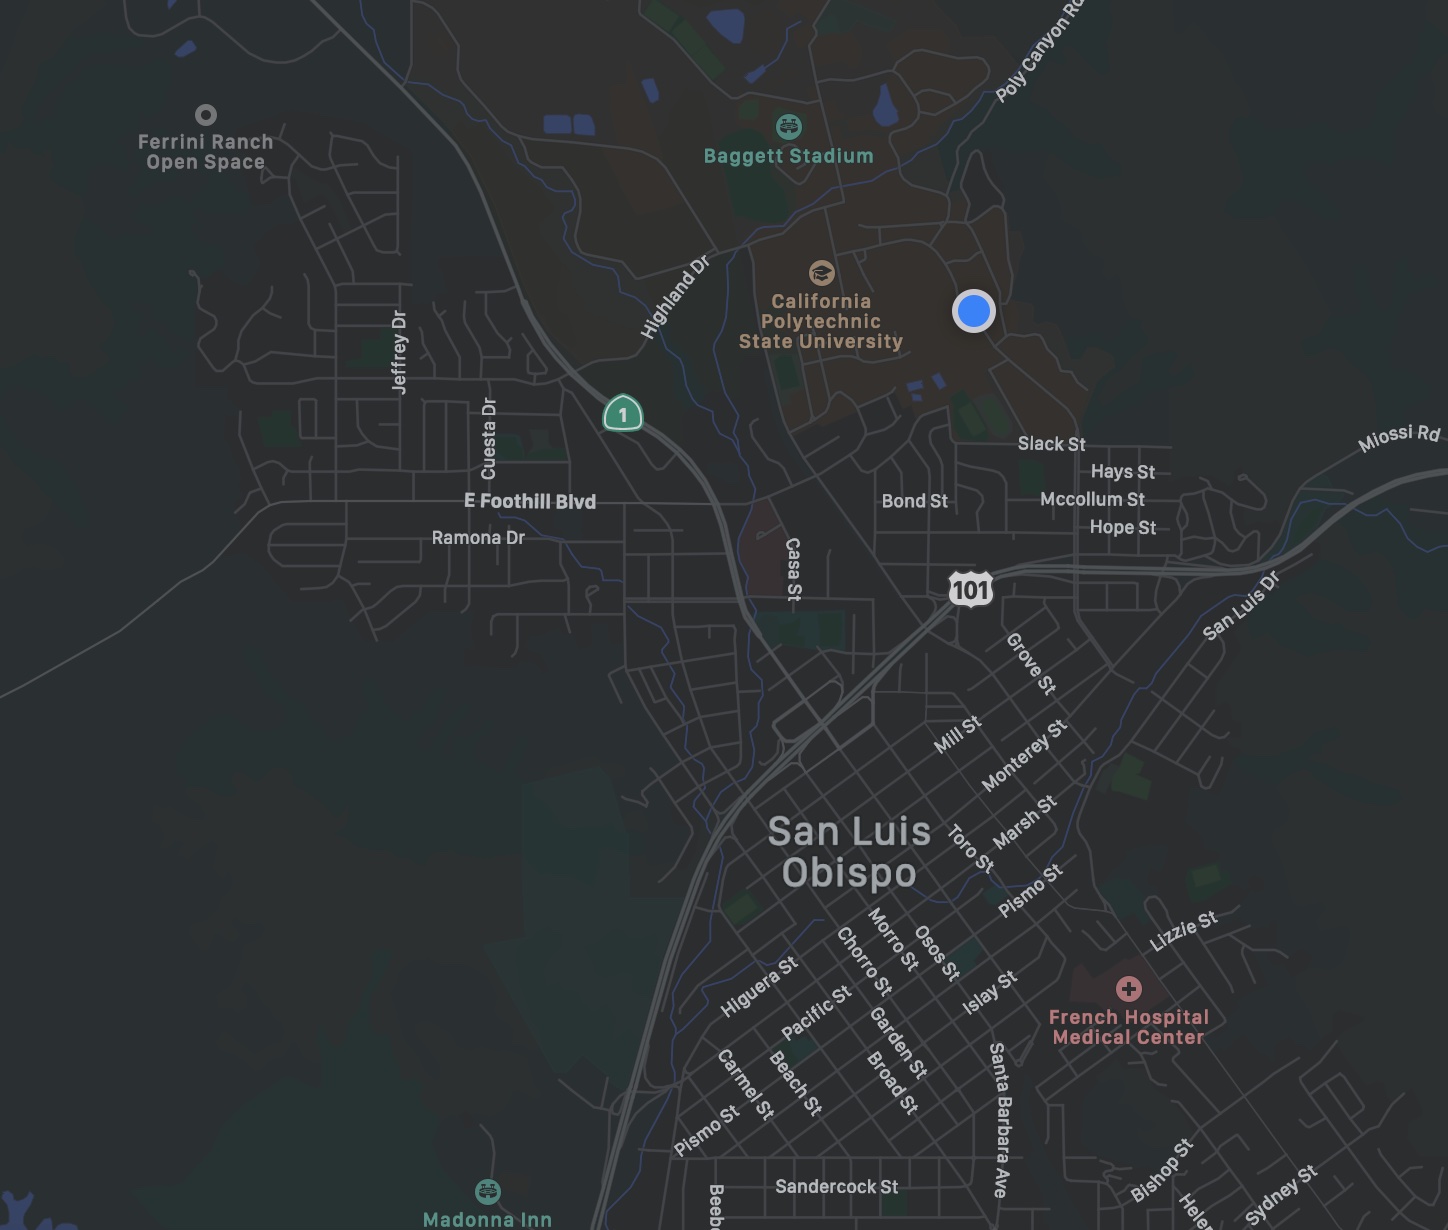 Poly Canyon Rd
Ferrini Ranch
Open Space
Baggett Stadium
Highland Dr
California
Polytechnic
State University
Jeffrey Dr
1
Cuesta Dr
Slack St
Miossi Rd
Hays St
E Foothill Blvd
Bond St
Mccollum St
Hope St
Ramona Dr
Casa St
101
San Luis Dr
Grove St
Mill St
Monterey St
San Luis
Obispo
Marsh St
Toro St
Pismo St
Morro St
Chorro St
Osos St
Lizzie St
Higuera St
Pacific St
Islay St
French Hospital
Medical Center
Garden St
Carmel St
Beach St
Broad St
Santa Barbara Ave
Pismo St
Bishop St
Sandercock St
Sydney St
Madonna Inn